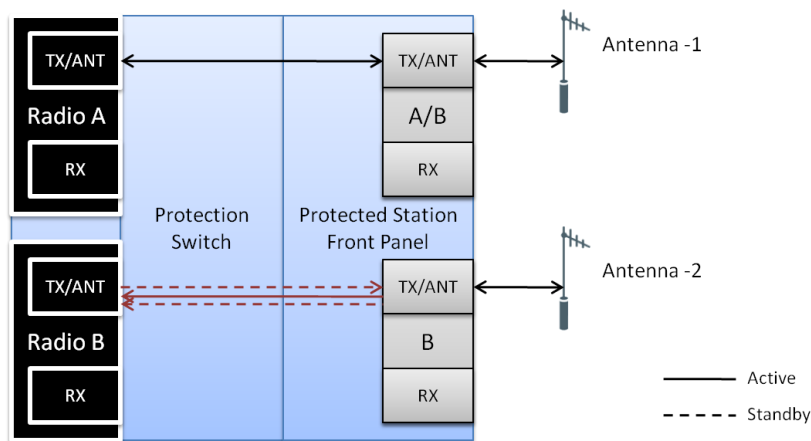 TX/ANT
Radio A
RX
TX/ANT
A/B
RX
Antenna -1
Protection
Switch
Protected Station
Front Panel
TX/ANT
Radio B
RX
TX/ANT
B
RX
Antenna -2
Active
Standby